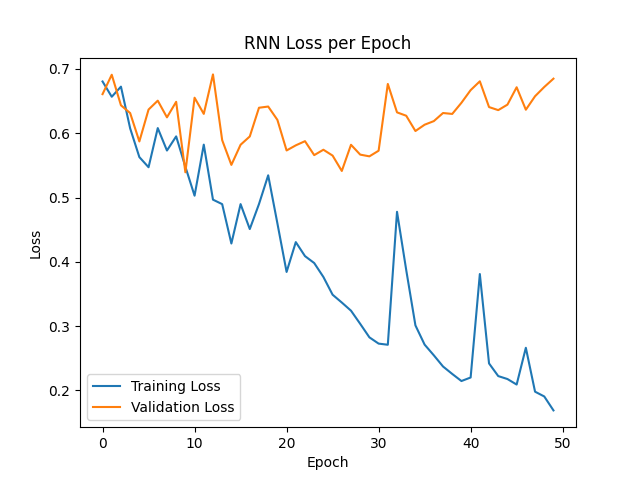 RNN Loss per Epoch
0.7
0.6
0.5
0.4
0.3
0.2
Loss
Training Loss
Validation Loss
0 10 20 30 40 50
Epoch